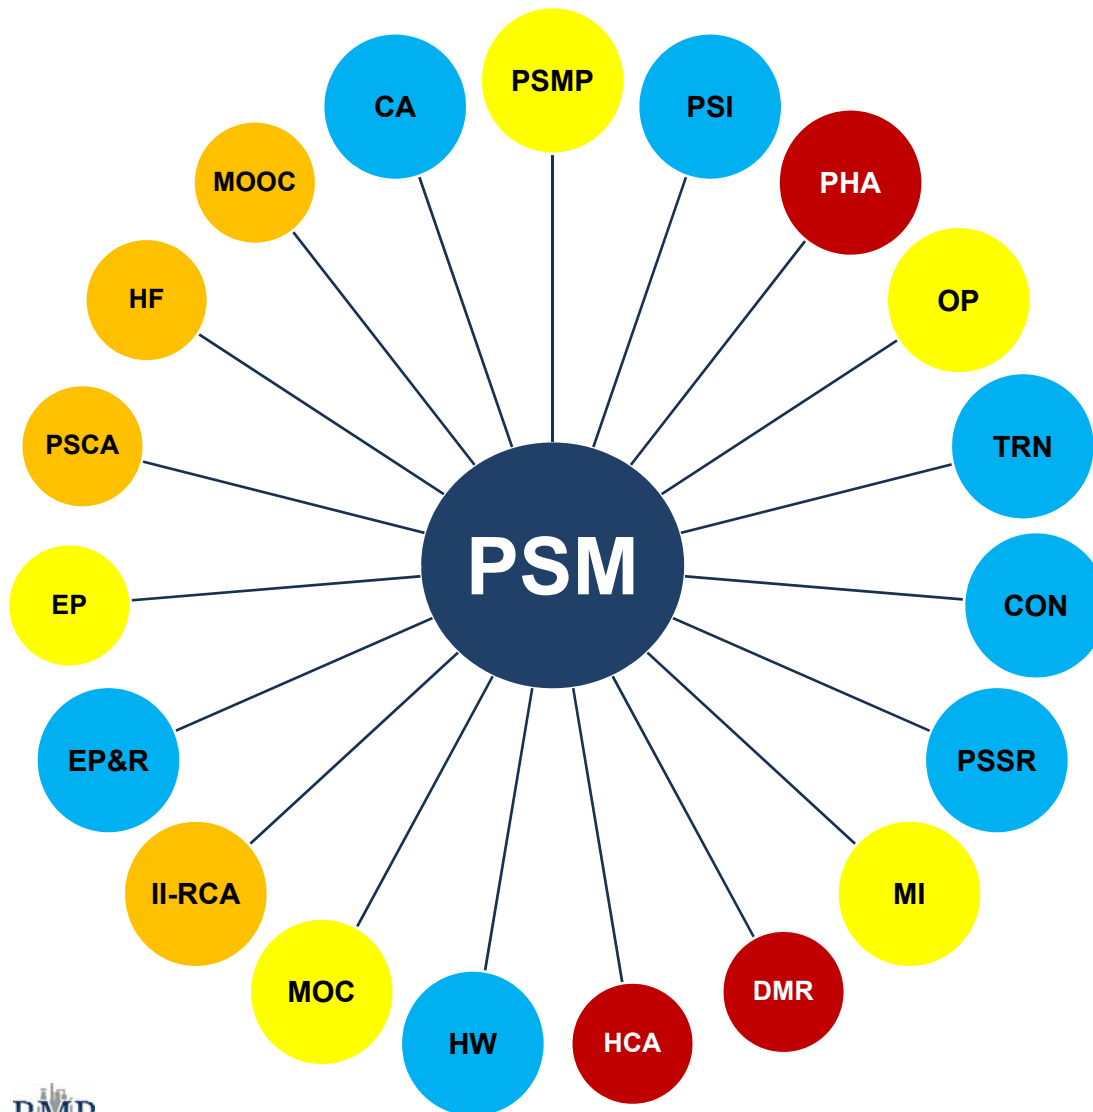 PSM
PSMP
PSI
PHA
OP
TRN
CON
PSSR
MI
DMR
HCA
HW
MOC
II-RCA
EP&R
EP
PSCA
HF
MOOC
CA